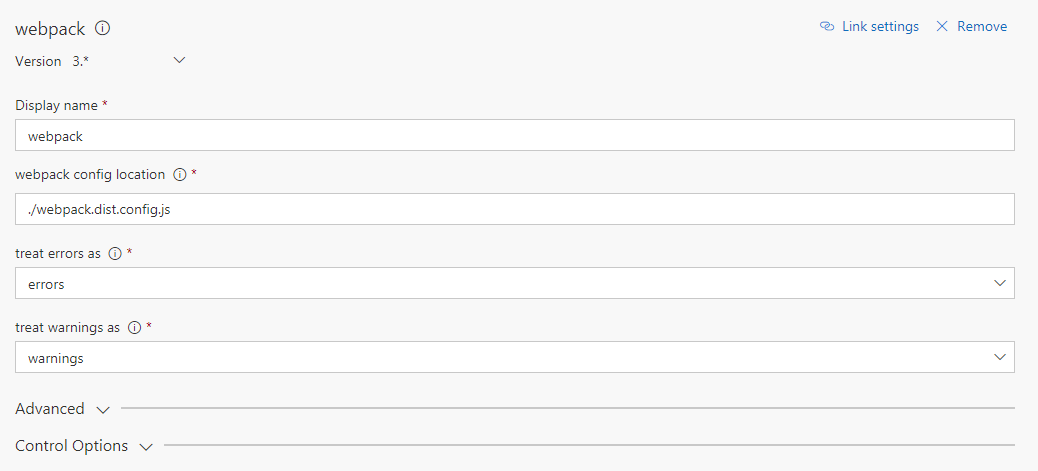 webpack
Link settings
Remove
Version 3.*
Display name *
webpack
webpack config location *
./webpack.dist.config.js
treat errors as *
errors
treat warnings as *
warnings
Advanced
Control Options